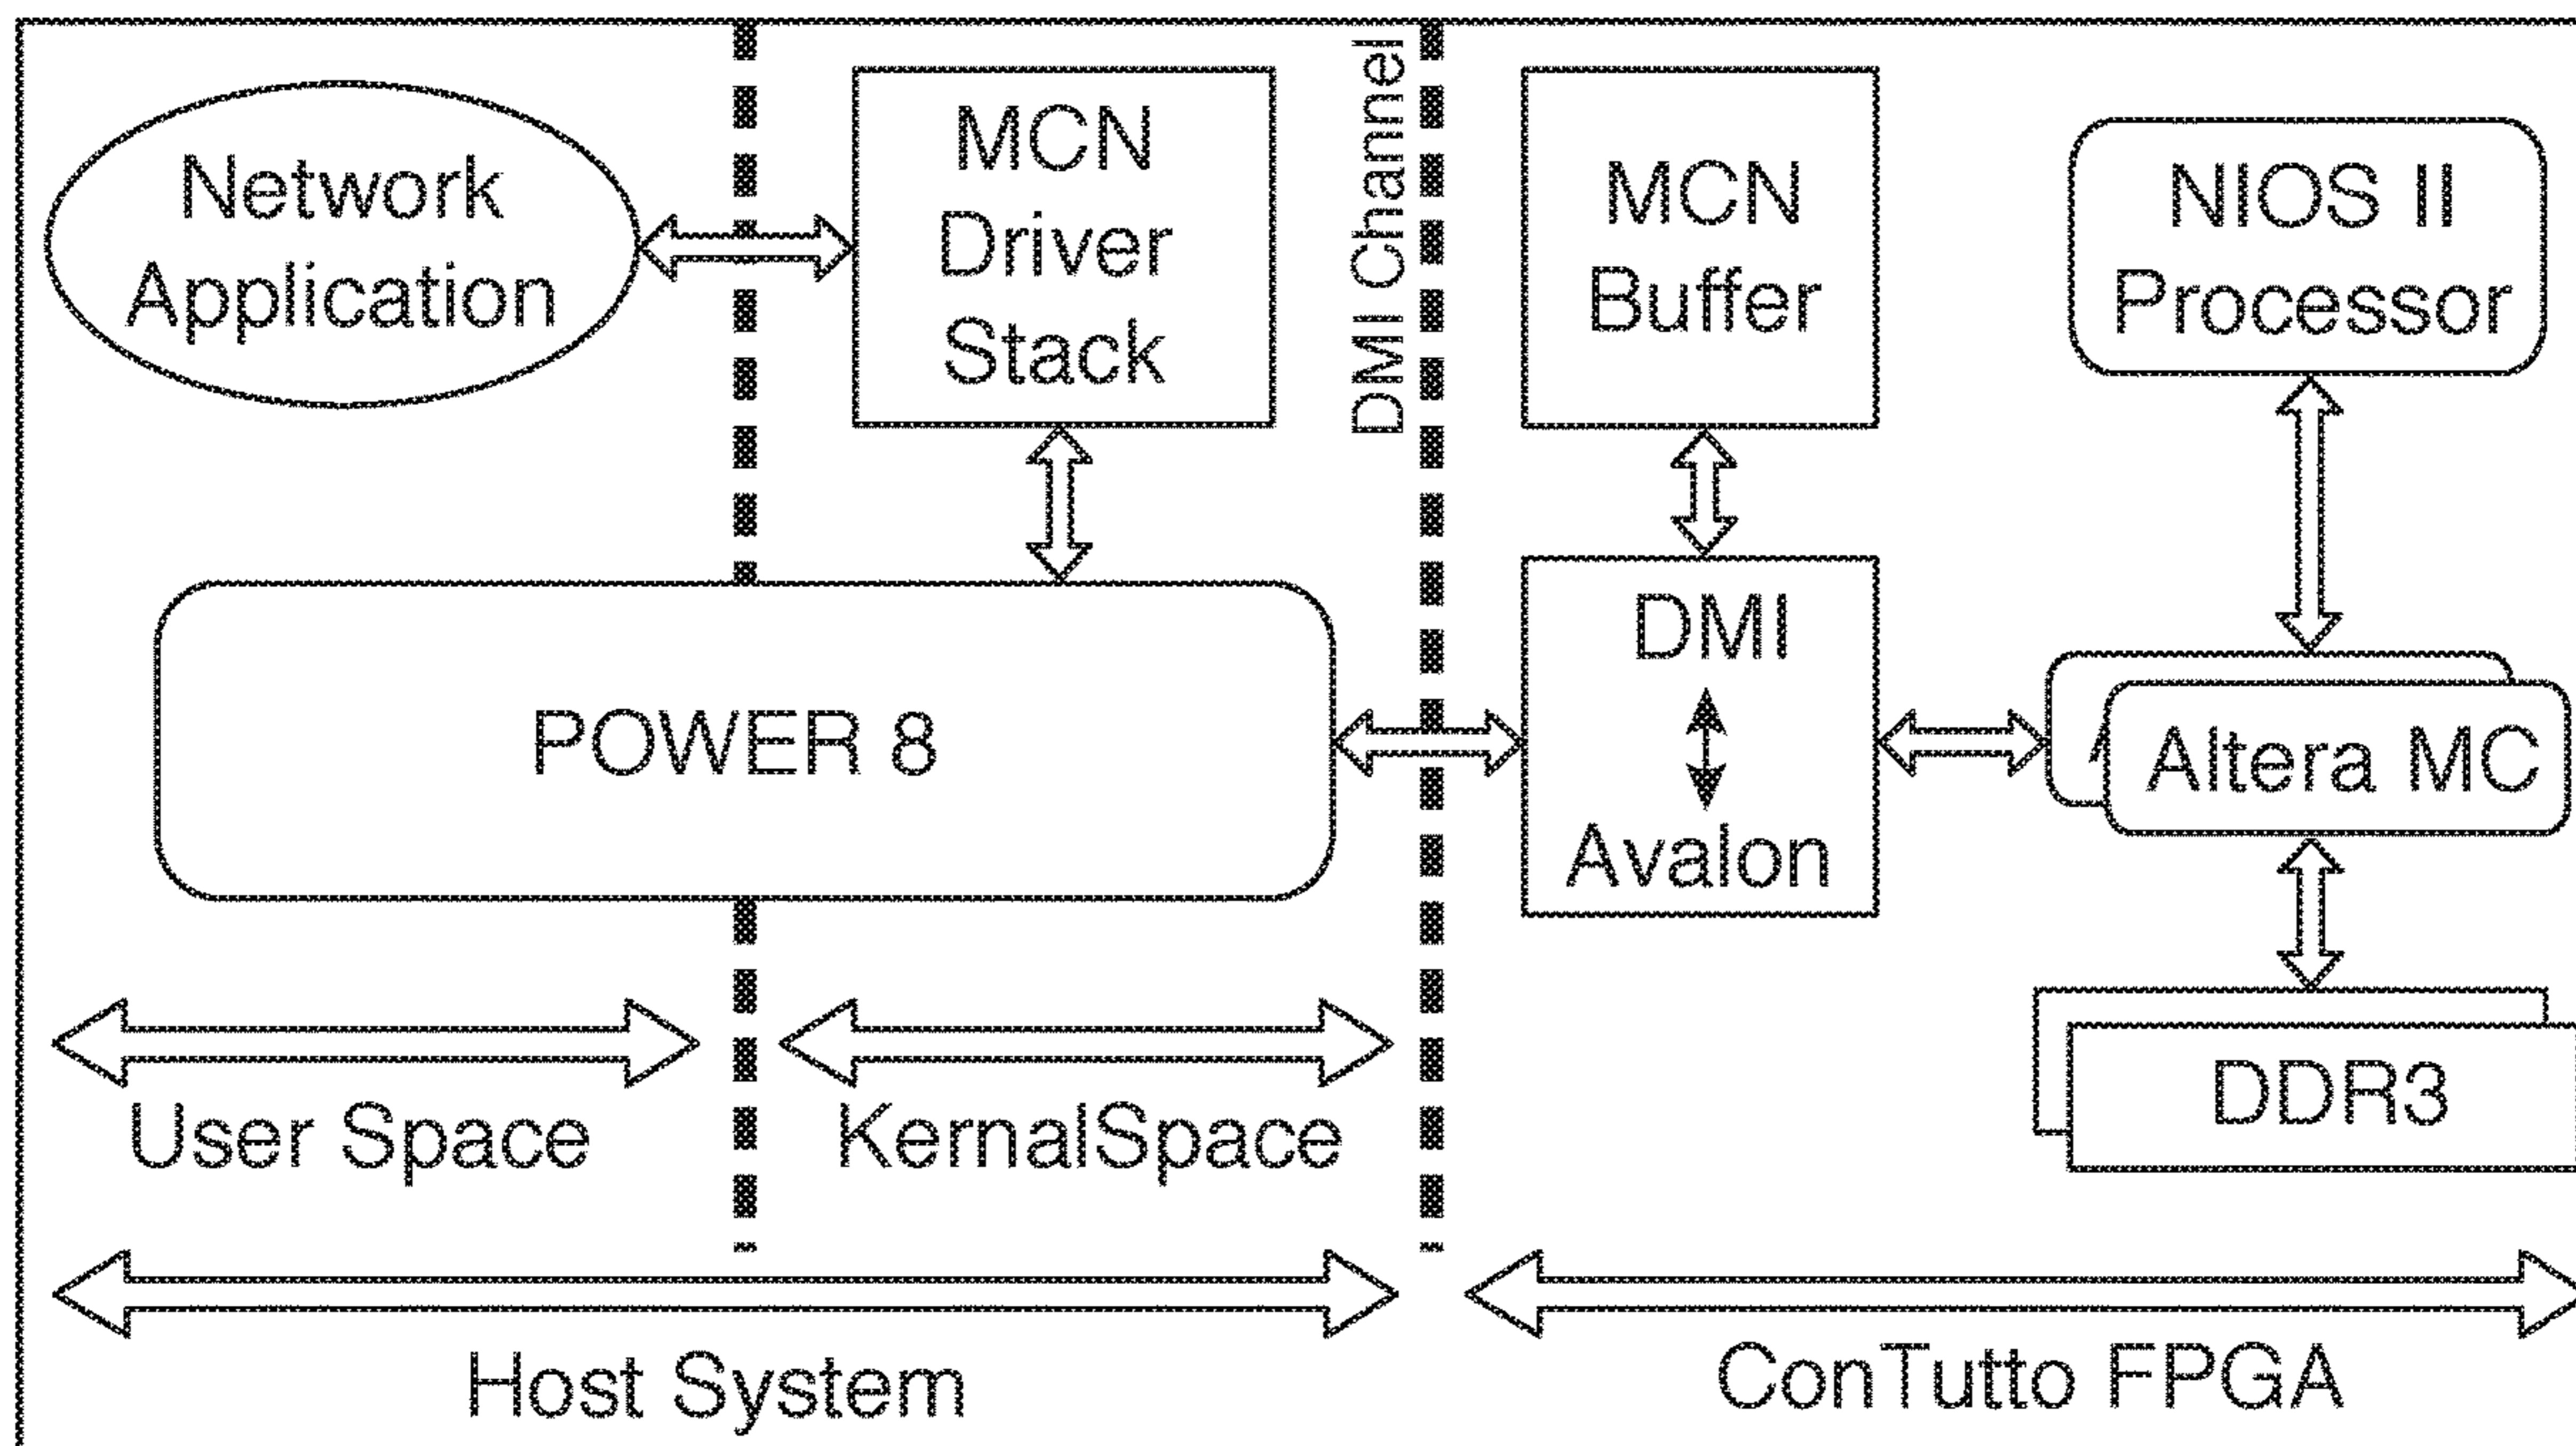 Network
Application
MCN
Driver
Stack
DMI Channel
MCN
Buffer
NIOS II
Processor
POWER 8
DMI
Avalon
Altera MC
DDR3
User Space
KernalSpace
Host System
ConTutto FPGA